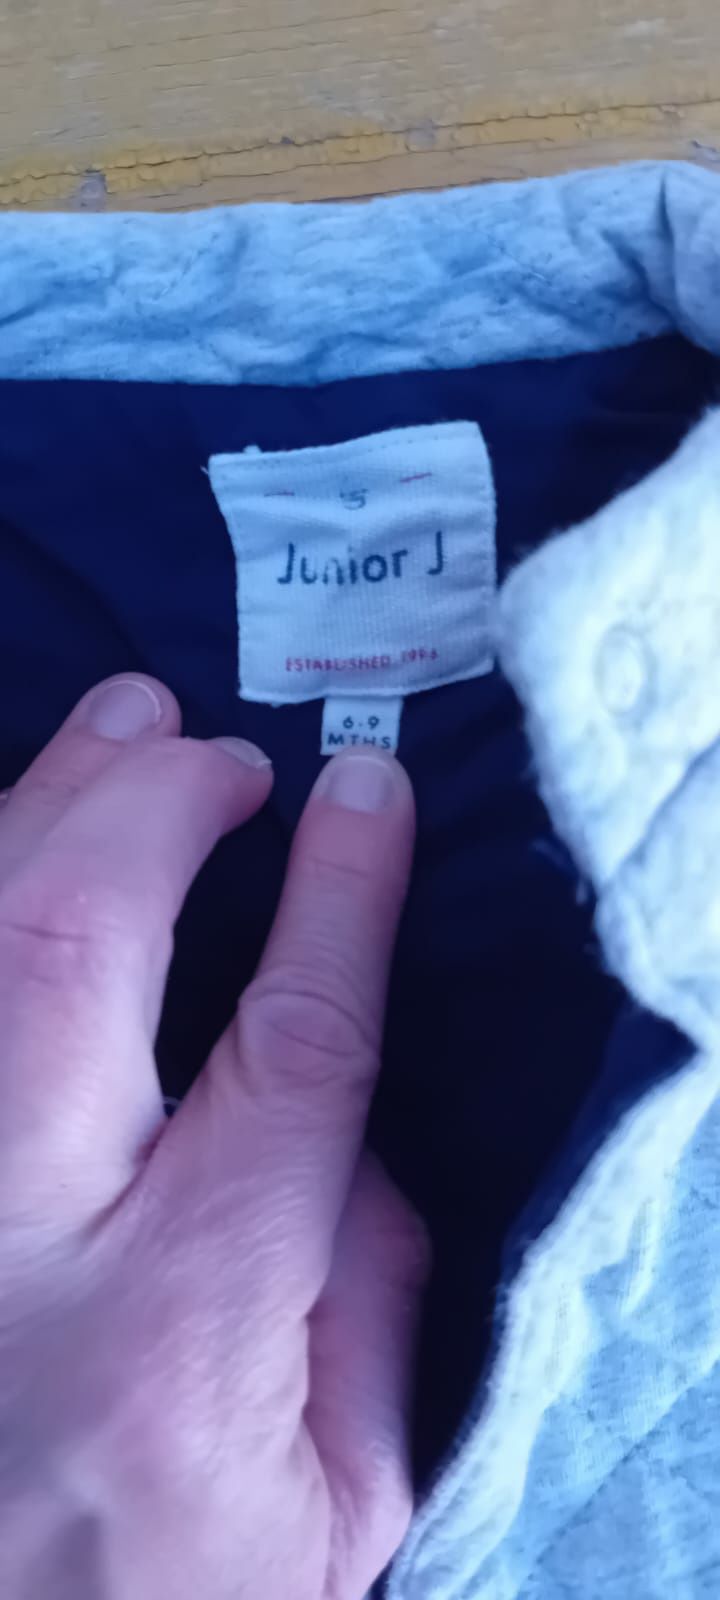 Junior J
ESTABLISHED 1996
6-9
MTHS